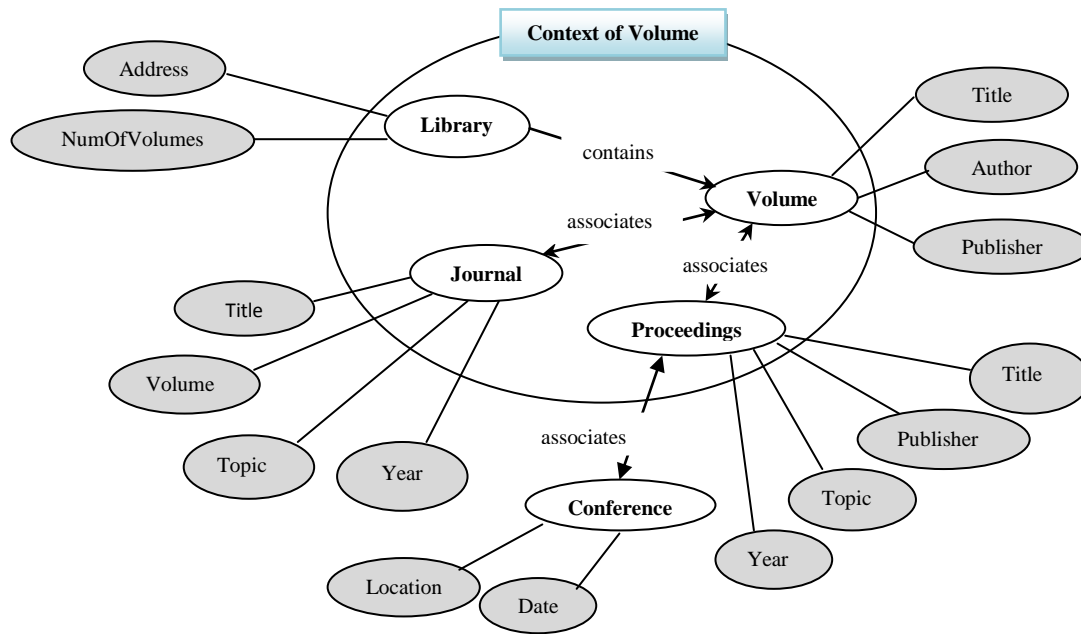 Context of Volume
Address
Title
Library
NumOfVolumes
contains
Author
Volume
associates
Publisher
Journal
associates
Title
Proceedings
Title
Volume
associates
Publisher
Topic
Year
Topic
Conference
Year
Location
Date